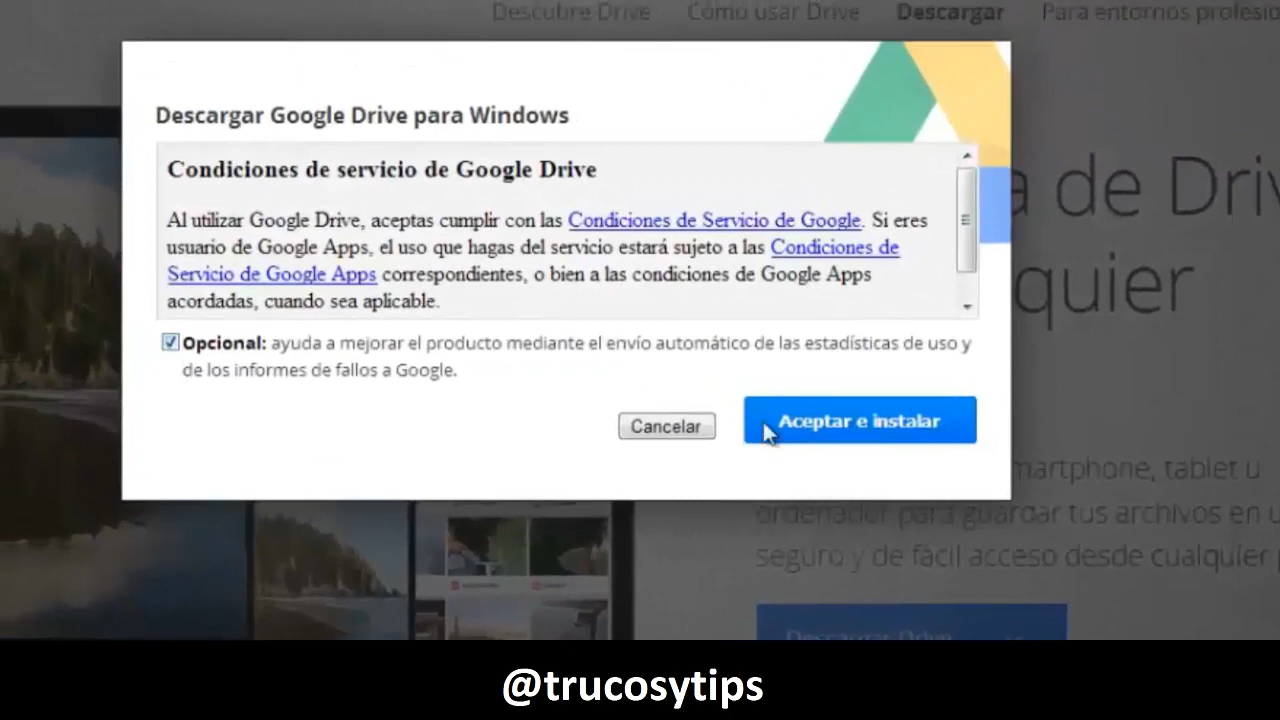 Descubre Drive Cómo usar Drive Descargar Para entornos profesio
Descargar Google Drive para Windows
Condiciones de servicio de Google Drive
Al utilizar Google Drive, aceptas cumplir con las Condiciones de Servicio de Google. Si eres
usuario de Google Apps, el uso que hagas del servicio estará sujeto a las Condiciones de
Servicio de Google Apps correspondientes, o bien a las condiciones de Google Apps
acordadas, cuando sea aplicable.
Opcional: ayuda a mejorar el producto mediante el envío automático de las estadísticas de uso y
de los informes de fallos a Google.
Cancelar Aceptar e instalar
a de Driv
quier
martphone, tablet u
ordenador para guardar tus archivos en u
seguro y de fácil acceso desde cualquier
Descargar Drive
@trucosytips